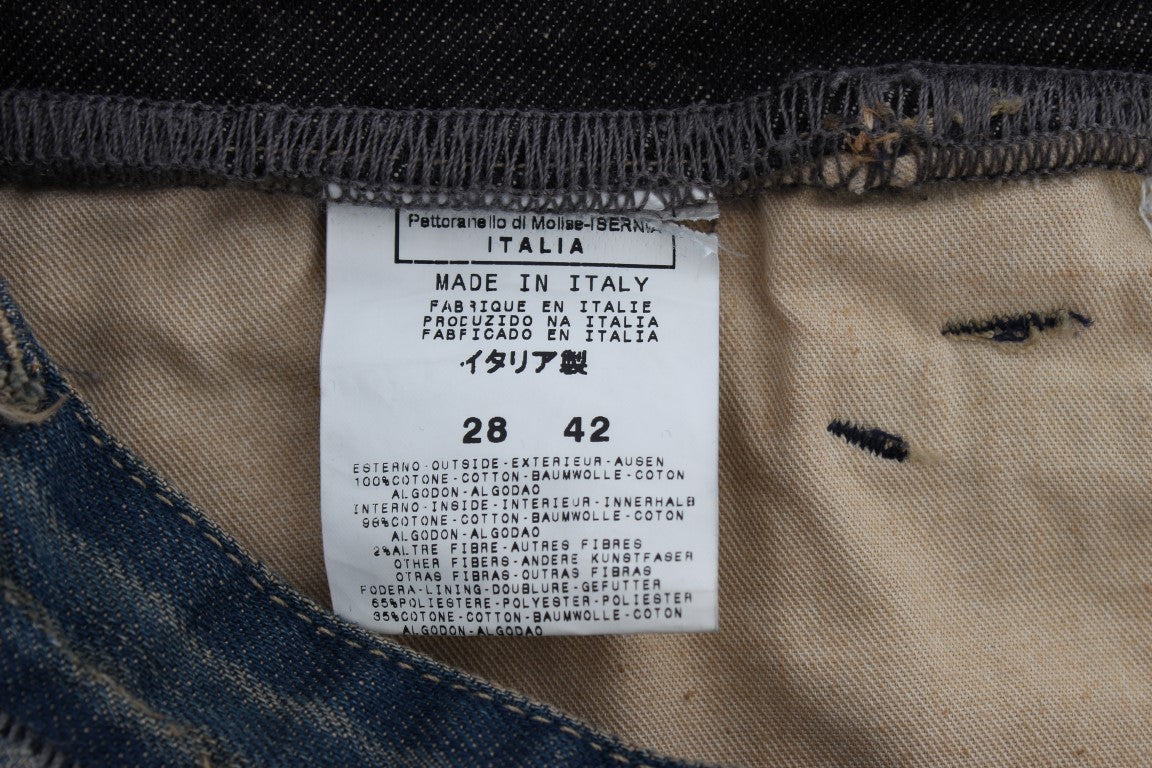 Pettoranello di Molise-ISERNIA
ITALIA
MADE IN ITALY
FABRIQUE EN ITALIE
PRODUZIDO NA ITALIA
FABFICADO EN ITALIA
イタリア製
28 42
ESTERNO-OUTSIDE-EXTERIEUR-AUSEN
100%COTONE-COTTON-BAUMWOLLE-COTON
ALGODON-ALGODAO
INTERNO-INSIDE-INTERIEUR-INNERHALB
98%COTONE-COTTON-BAUMWOLLE-COTON
ALGODON-ALGODAO
2%ALTRE FIBRE-AUTRES FIBRES
OTHER FIBERS-ANDERE KUNSTFASER
OTRAS FIBRAS-OUTRAS FIBRAS
FODERA-LINING-DOUBLURE-GEFUTTER
65%POLIESTERE-POLYESTER-POLIESTER
35%COTONE-COTTON-BAUMWOLLE-COTON
ALGODON-ALGODAO